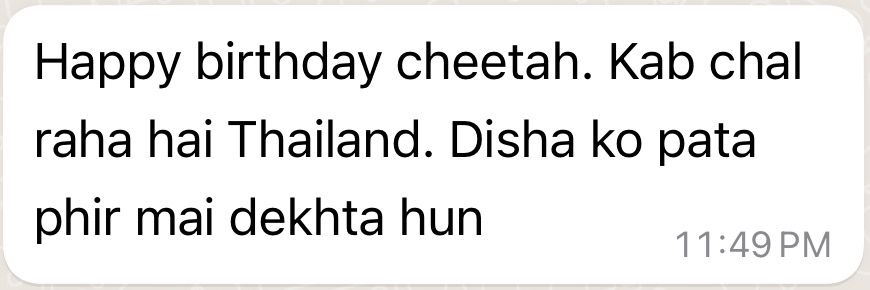 Happy birthday cheetah. Kab chal
raha hai Thailand. Disha ko pata
phir mai dekhta hun
11:49 PM